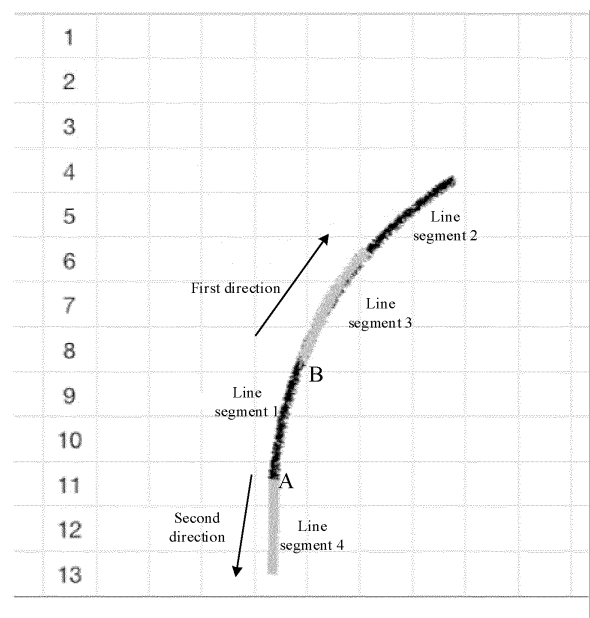 1
2
3
4
5
Line
segment 2
6
First direction
7
Line
segment 3
8
B
9
Line
segment 1
10
11
A
12
Second
direction
Line
segment 4
13